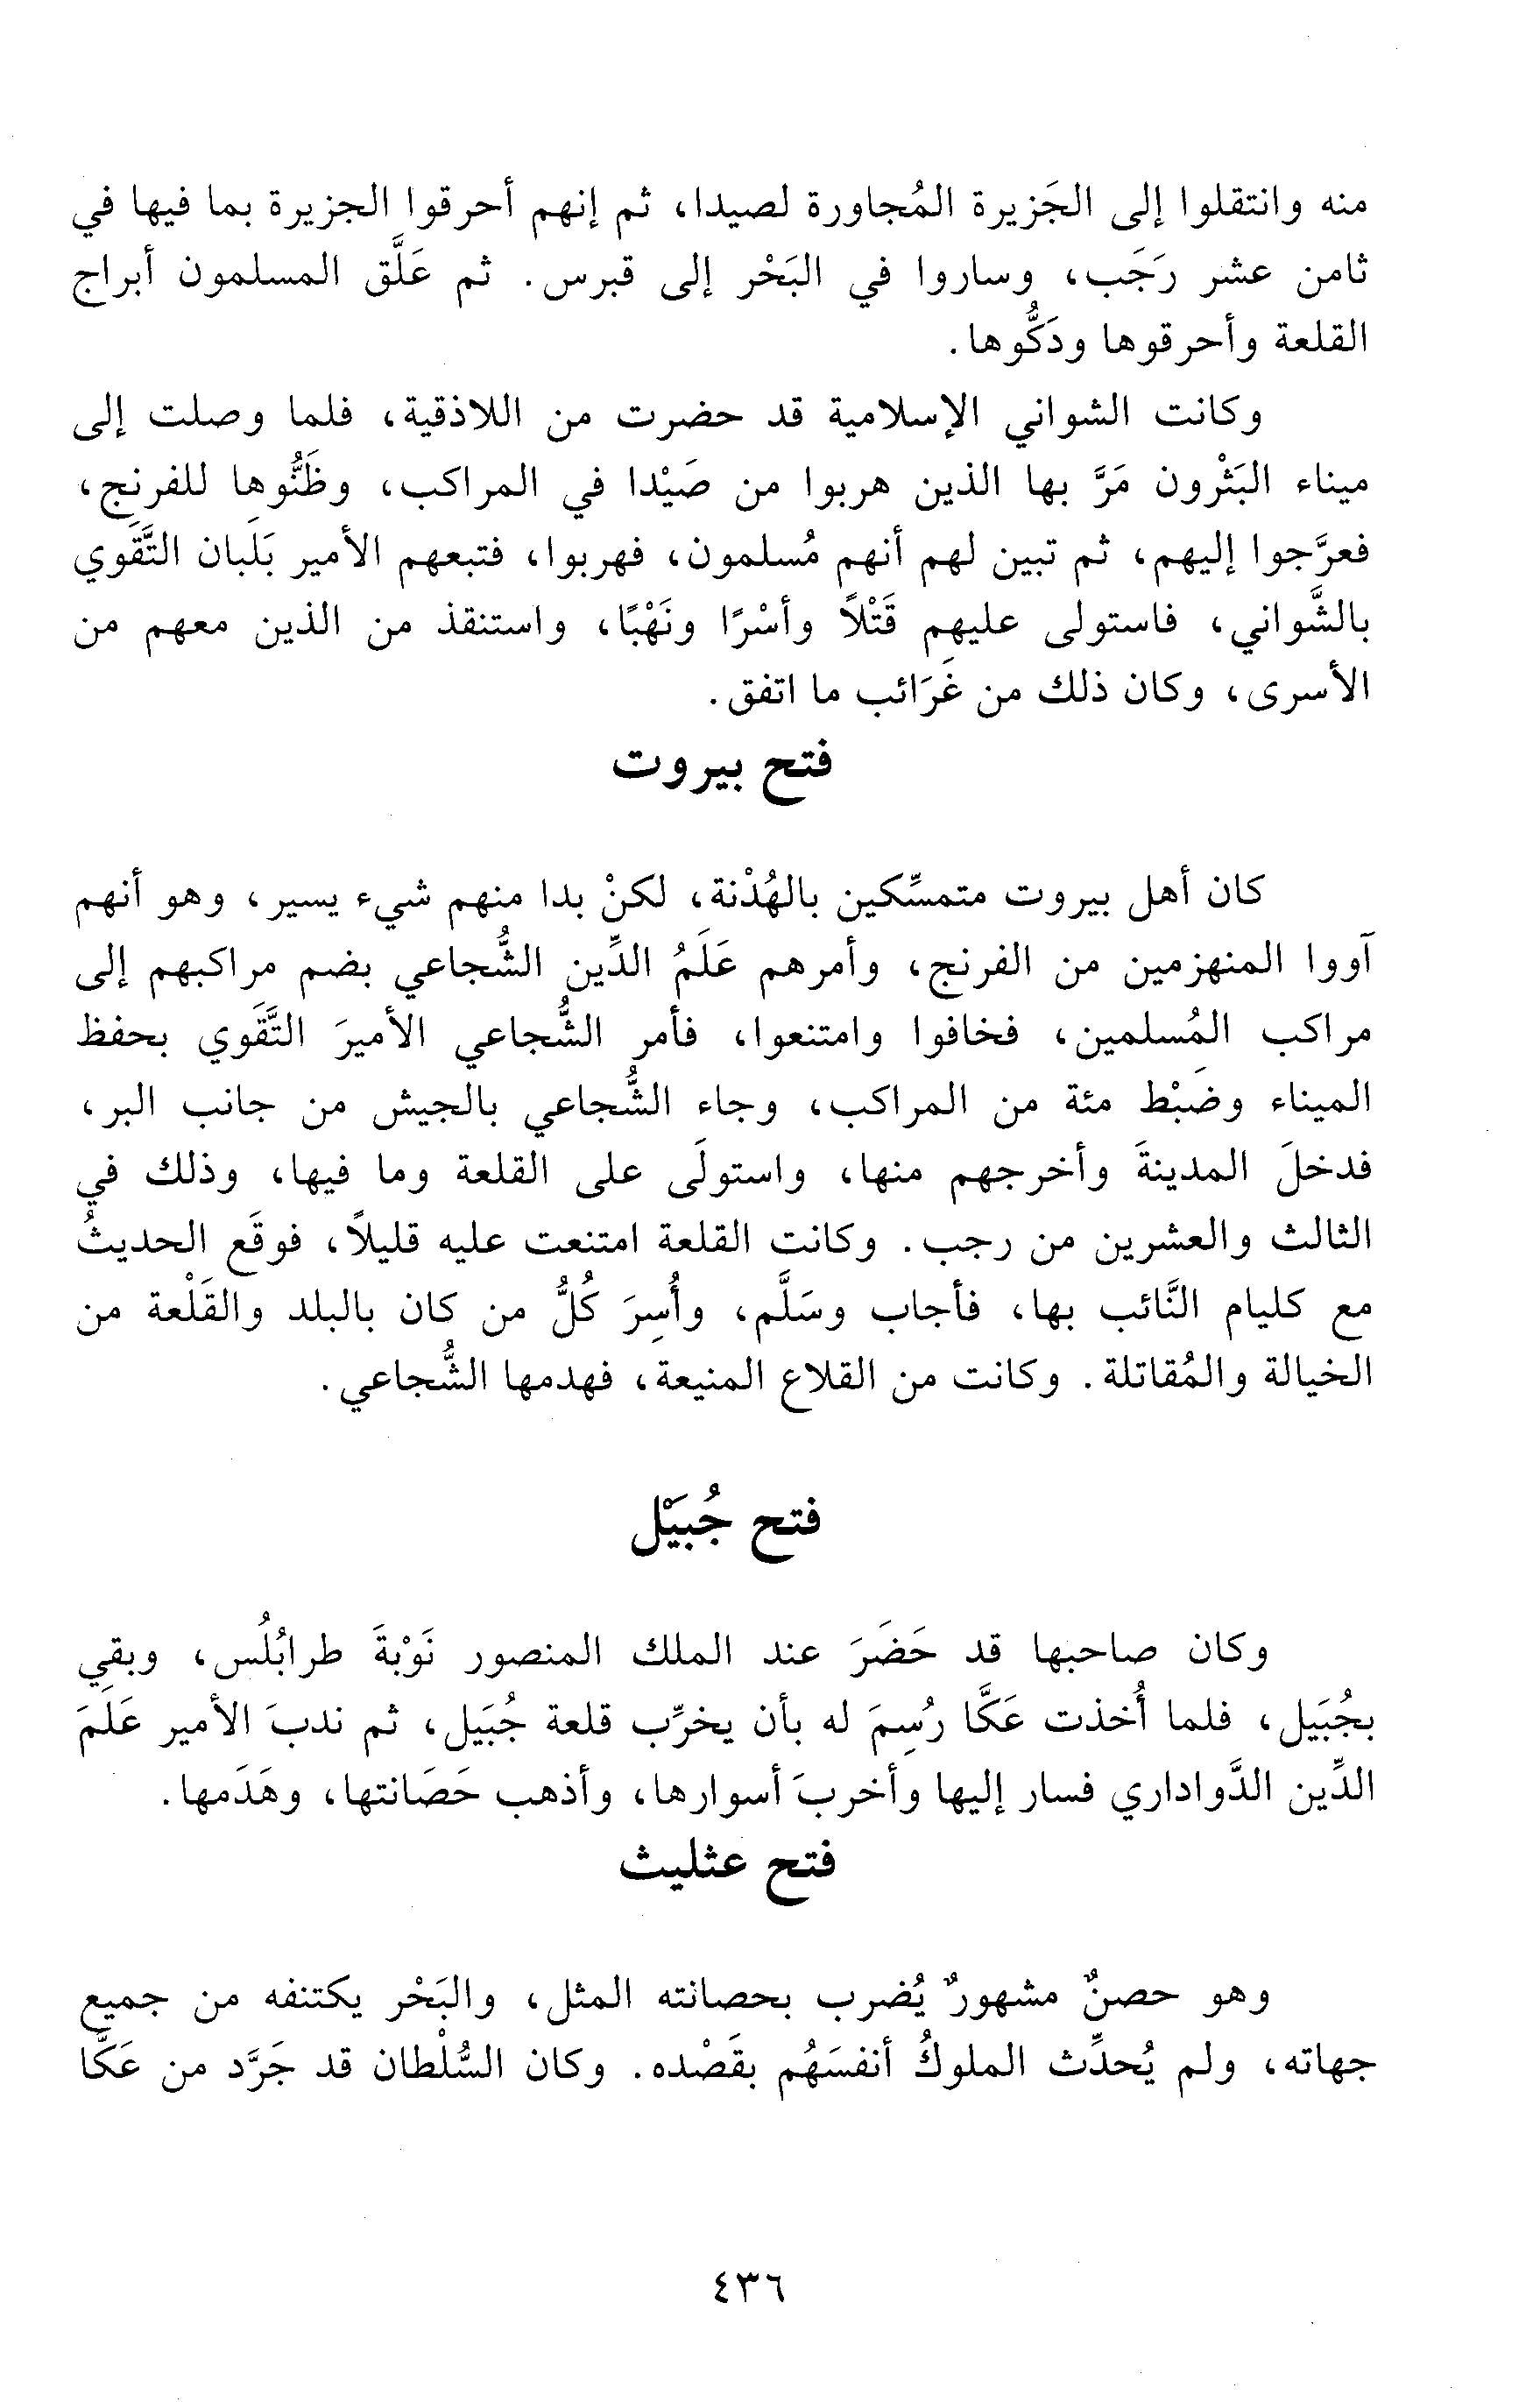 منه وانتقلوا إلى الجَزيرة المُجاورة لصيدا، ثم إنهم أحرقوا الجزيرة بما فيها في
ثامن عشر رَجَب، وساروا في البَحْر إلى قبرس. ثم عَلَّق المسلمون أبراج
القلعة وأحرقوها ودَكُّوها.
وكانت الشواني الإسلامية قد حضرت من اللاذقية، فلما وصلت إلى
ميناء البَثْرون مَرَّ بها الذين هربوا من صَيْدا في المراكب، وظَنُّوها للفرنج،
فعرَّجوا إليهم، ثم تبين لهم أنهم مُسلمون، فهربوا، فتبعهم الأمير بَلَبان التَّقَوي
بالشَّواني، فاستولى عليهم قَتْلاً وأسْرًا ونَهْبًا، واستنقذ من الذين معهم من
الأسرى، وكان ذلك من غَرَائب ما اتفق.
فتح بيروت
كان أهل بيروت متمسِّكين بالهُدْنة، لكنْ بدا منهم شيء يسير، وهو أنهم
آووا المنهزمين من الفرنج، وأمرهم عَلَمُ الدِّين الشُّجاعي بضم مراكبهم إلى
مراكب المُسلمين، فخافوا وامتنعوا، فأمر الشُّجاعي الأميرَ التَّقَوي بحفظ
الميناء وضَبْط مئة من المراكب، وجاء الشُّجاعي بالجيش من جانب البر،
فدخلَ المدينةَ وأخرجهم منها، واستولَى على القلعة وما فيها، وذلك في
الثالث والعشرين من رجب. وكانت القلعة امتنعت عليه قليلاً، فوقَع الحديثُ
مع كليام النَّائب بها، فأجاب وسَلَّم، وأُسِرَ كُلُّ من كان بالبلد والقَلْعة من
الخيالة والمُقاتلة. وكانت من القلاع المنيعة، فهدمها الشُّجاعي.
فتح جُبَيْل
وكان صاحبها قد حَضَرَ عند الملك المنصور نَوْبةَ طرابُلُس، وبقي
بجُبَيل، فلما أُخذت عَكَّا رُسِمَ له بأن يخرِّب قلعة جُبَيل، ثم ندبَ الأمير عَلَمَ
الدِّين الدَّواداري فسار إليها وأخربَ أسوارها، وأذهب حَصَانتها، وهَدَمها.
فتح عثليث
وهو حصنٌ مشهورٌ يُضرب بحصانته المثل، والبَحْر يكتنفه من جميع
جهاته، ولم يُحدِّث الملوكُ أنفسَهُم بقَصْده. وكان السُّلْطان قد جَرَّد من عَكَّا
٤٣٦